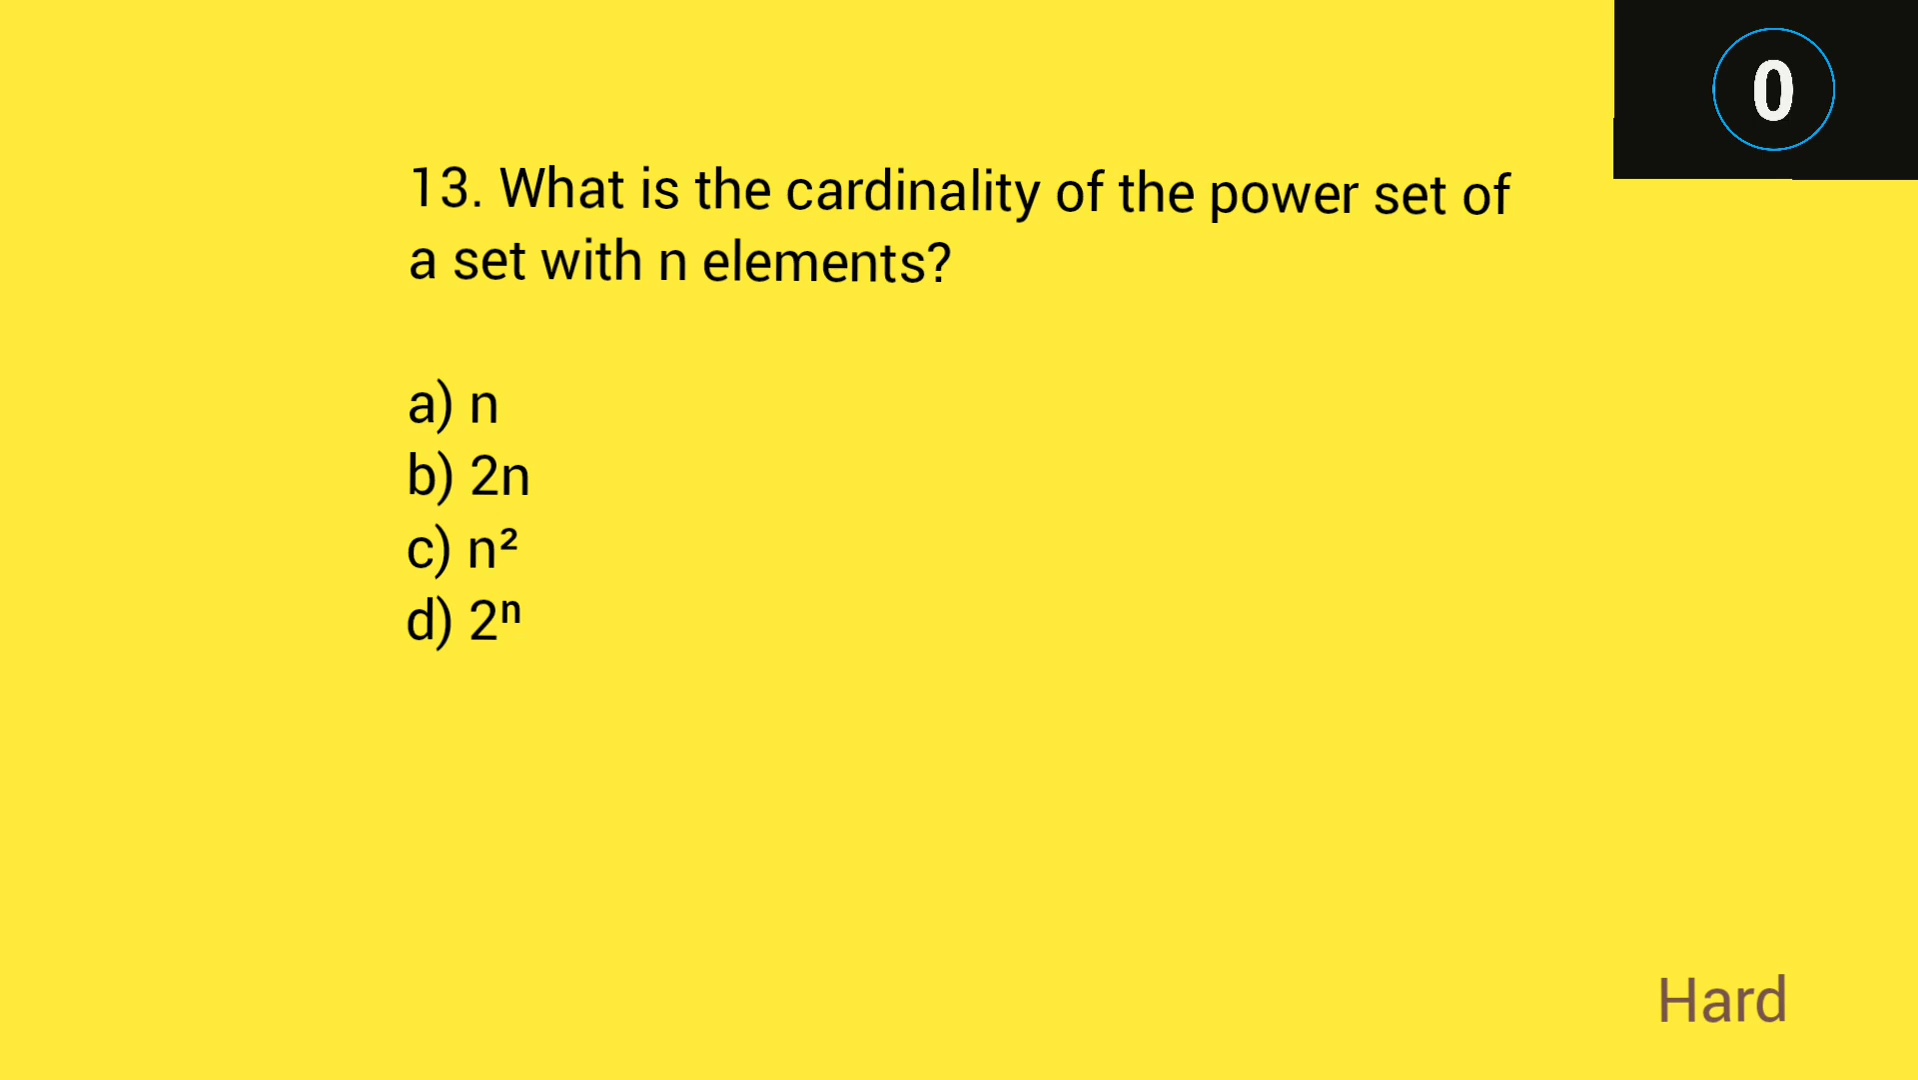 0
13. What is the cardinality of the power set of
a set with n elements?
a) n
b) 2n
c) n²
d) 2ⁿ
Hard